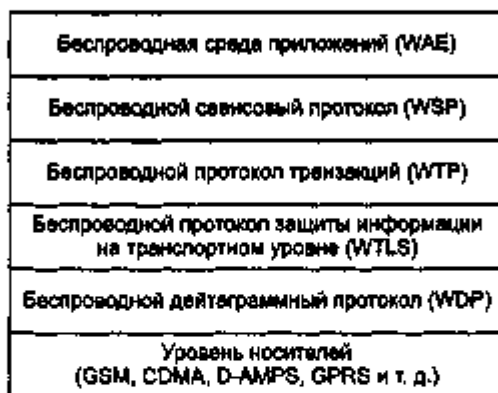 Беспроводная среда приложений (WAE)
Беспроводной сеансовый протокол (WSP)
Беспроводной протокол транзакций (WTP)
Беспроводной протокол защиты информации
на транспортном уровне (WTLS)
Беспроводной дейтаграммный протокол (WDP)
Уровень носителей
(GSM, CDMA, D-AMPS, GPRS и т. д.)